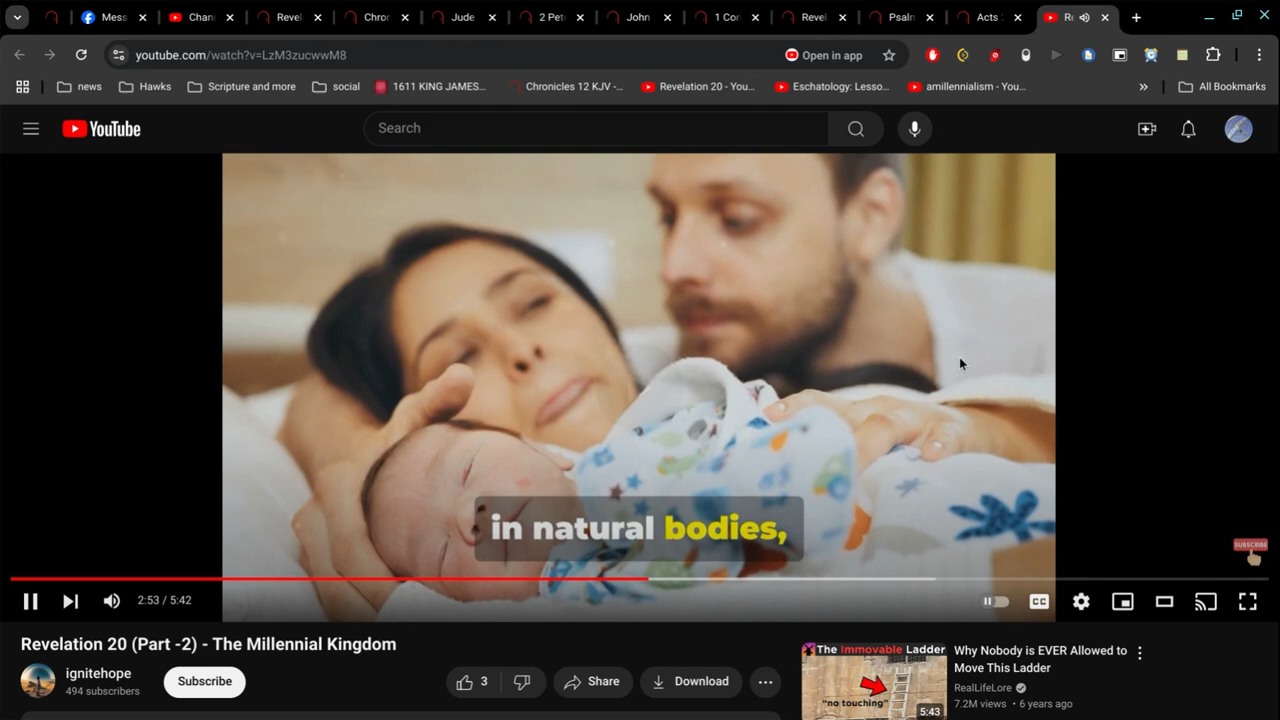 Mess
Chan
Revel
Chror
Jude
2 Pet
John
1 Cor
Revel
Psaln
Acts
Re
youtube.com/watch?v=LzM3zucwwM8
Open in app
news
Hawks
Scripture and more
social
1611 KING JAMES...
Chronicles 12 KJV -...
Revelation 20 - You...
Eschatology: Lesso...
amillennialism - You...
»
All Bookmarks
YouTube
Search
in natural bodies,
SUBSCRIBE
2:53 / 5:42
CC
Revelation 20 (Part -2) - The Millennial Kingdom
ignitehope
494 subscribers
Subscribe
3
Share
Download
The Immovable Ladder
"no touching"
5:43
Why Nobody is EVER Allowed to
Move This Ladder
RealLifeLore
7.2M views • 6 years ago